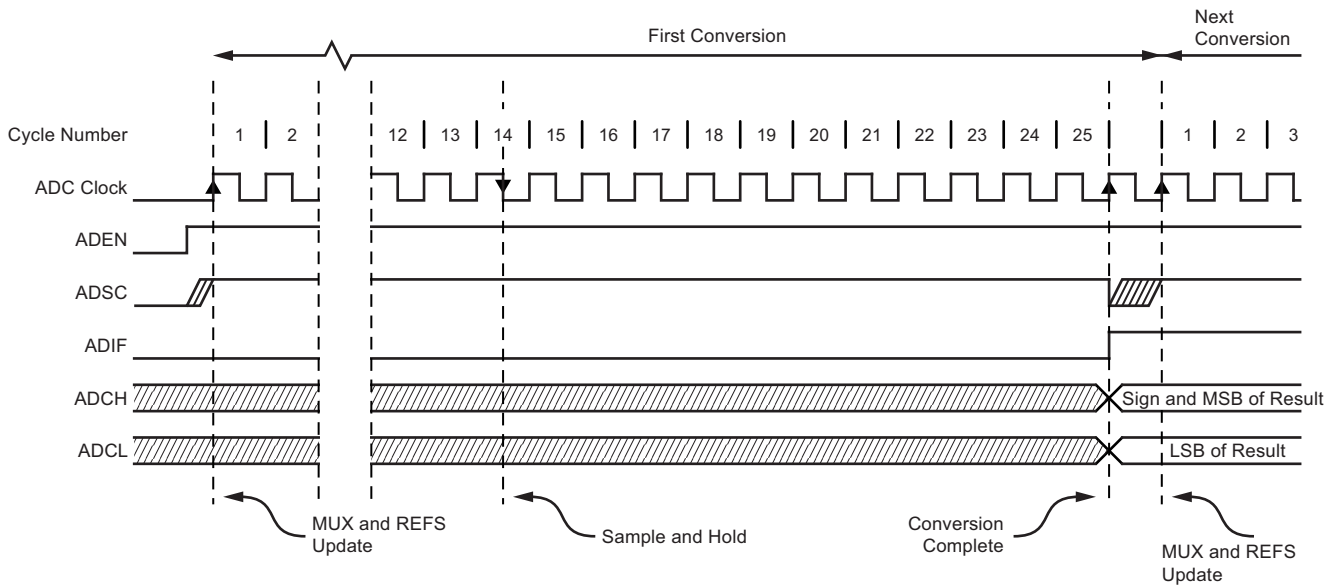 First Conversion
Next
Conversion
Cycle Number
1 2 12 13 14 15 16 17 18 19 20 21 22 23 24 25 1 2 3
ADC Clock
ADEN
ADSC
ADIF
ADCH
Sign and MSB of Result
ADCL
LSB of Result
MUX and REFS
Update
Sample and Hold
Conversion
Complete
MUX and REFS
Update